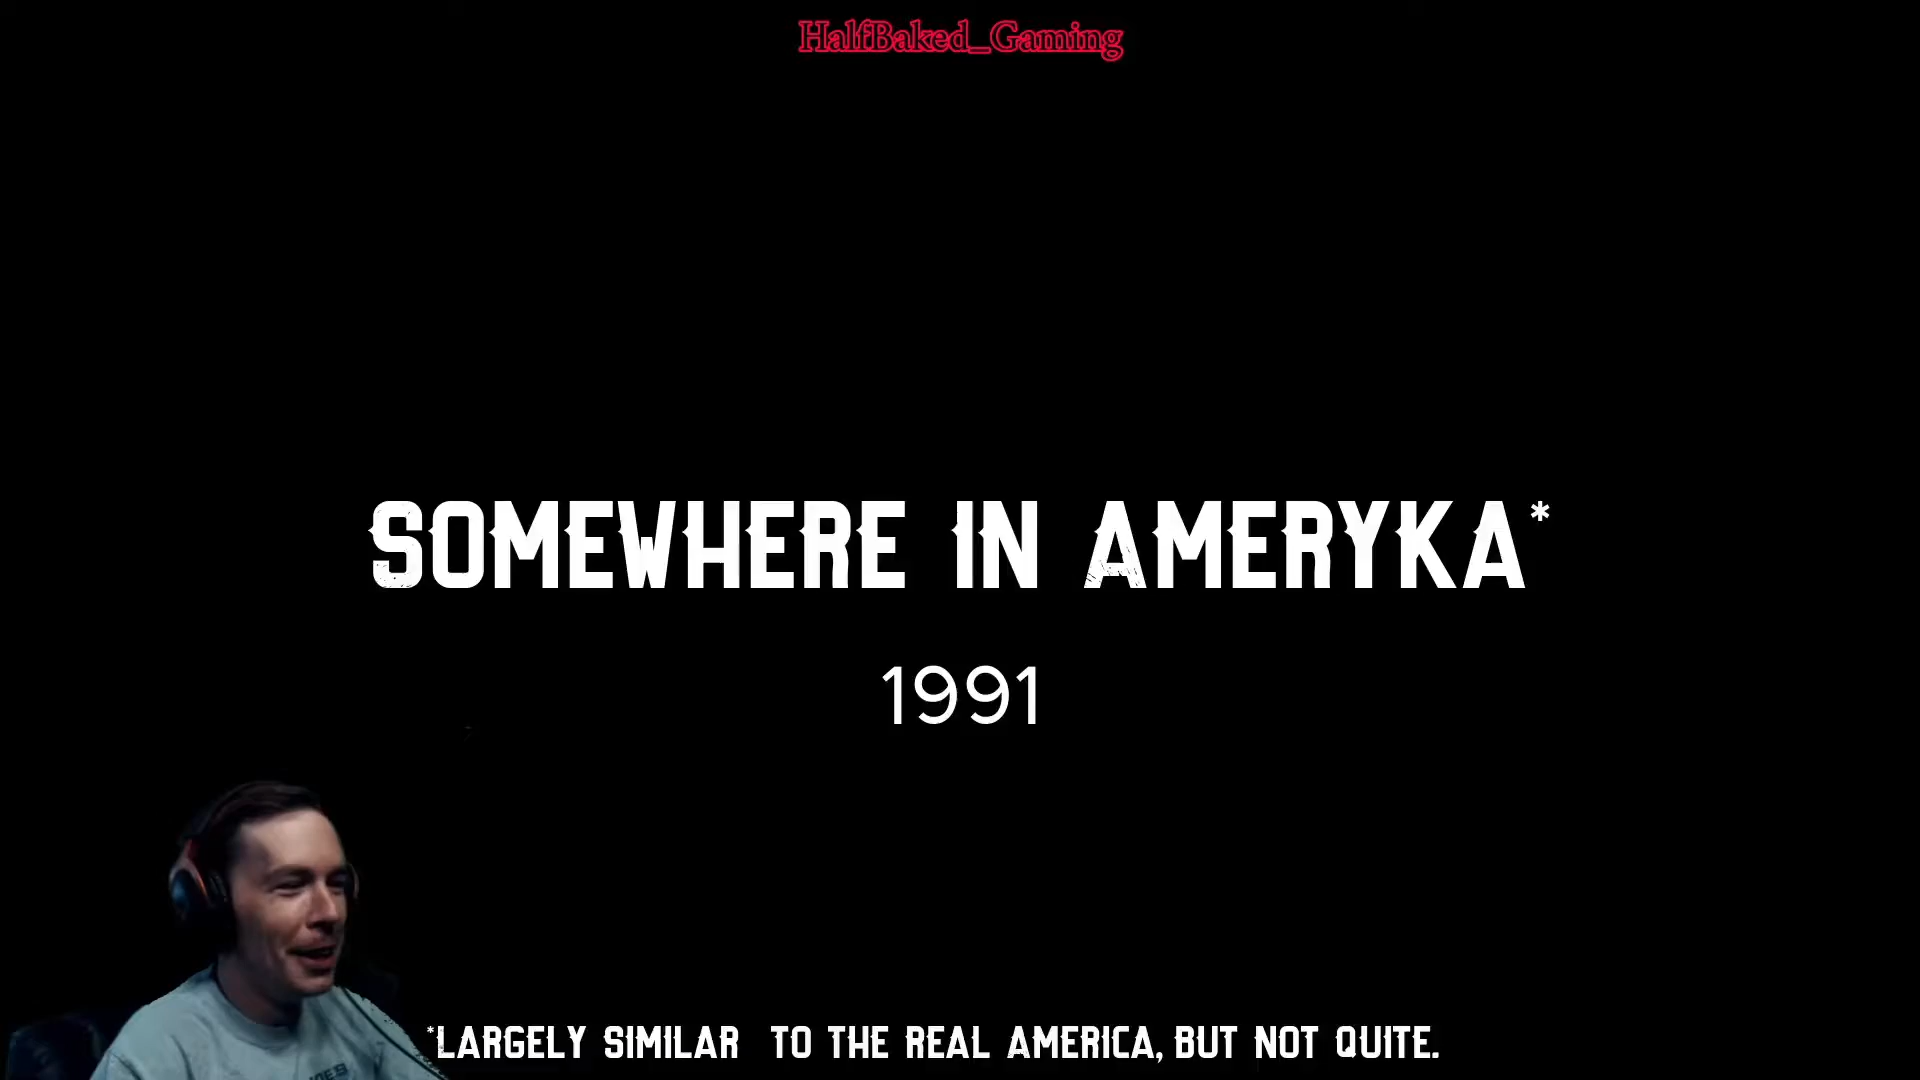 HalfBaked_Gaming
SOMEWHERE IN AMERYKA*
1991
*LARGELY SIMILAR TO THE REAL AMERICA, BUT NOT QUITE.